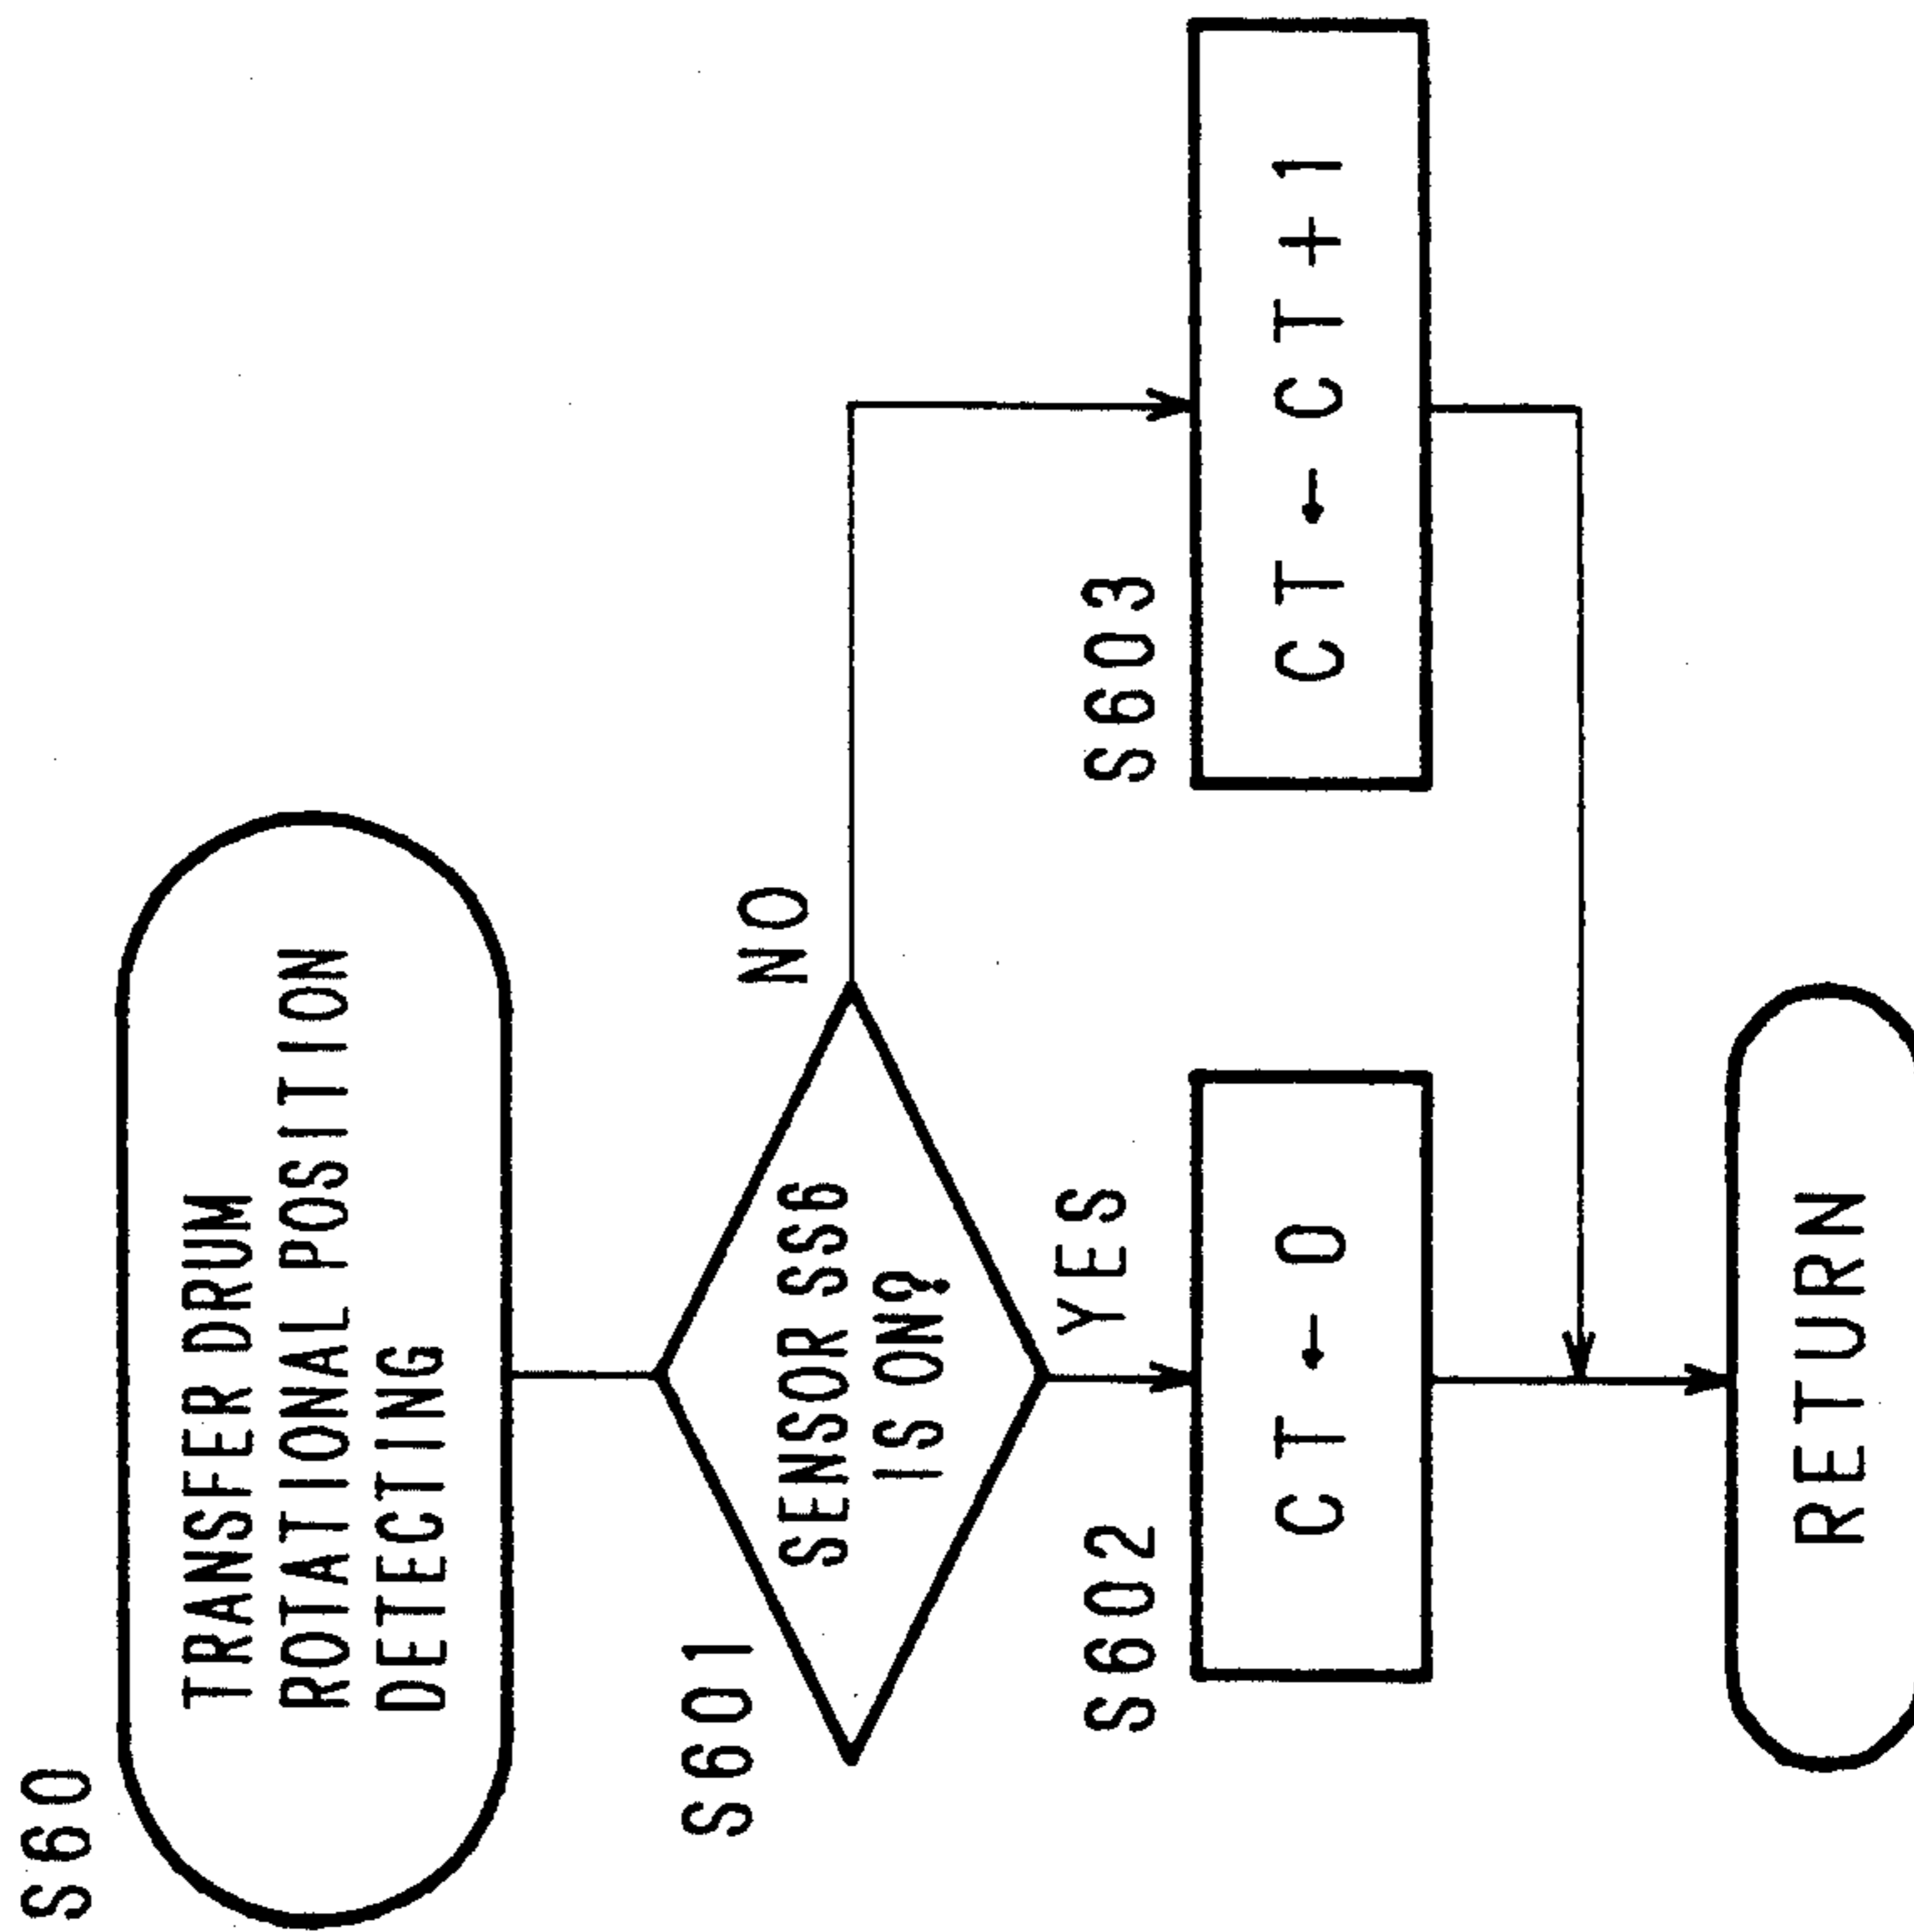 S60
TRANSFER DRUM
ROTATIONAL POSITION
DETECTING
S601
SENSOR SS6
IS ON?
NO
YES
S602
CT ← 0
S603
CT ← CT + 1
RETURN